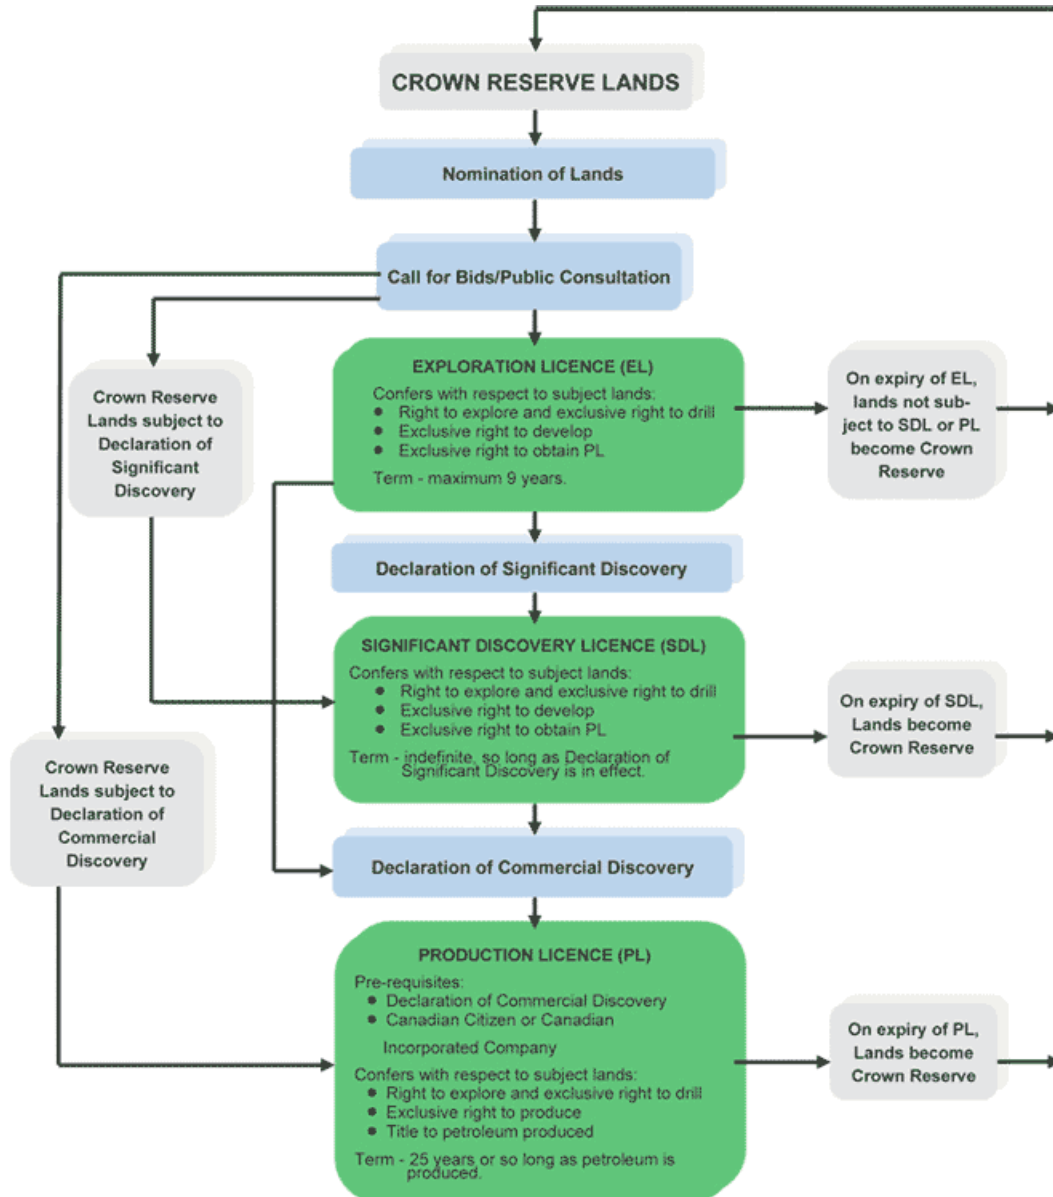 CROWN RESERVE LANDS
Nomination of Lands
Call for Bids/Public Consultation
EXPLORATION LICENCE (EL)
Confers with respect to subject lands:
● Right to explore and exclusive right to drill
● Exclusive right to develop
● Exclusive right to obtain PL
Term - maximum 9 years.
On expiry of EL,
lands not sub-
ject to SDL or PL
become Crown
Reserve
Crown Reserve
Lands subject to
Declaration of
Significant
Discovery
Declaration of Significant Discovery
SIGNIFICANT DISCOVERY LICENCE (SDL)
Confers with respect to subject lands:
● Right to explore and exclusive right to drill
● Exclusive right to develop
● Exclusive right to obtain PL
Term - indefinite, so long as Declaration of
Significant Discovery is in effect.
On expiry of SDL,
Lands become
Crown Reserve
Crown Reserve
Lands subject to
Declaration of
Commercial
Discovery
Declaration of Commercial Discovery
PRODUCTION LICENCE (PL)
Pre-requisites:
● Declaration of Commercial Discovery
● Canadian Citizen or Canadian
Incorporated Company
Confers with respect to subject lands:
● Right to explore and exclusive right to drill
● Exclusive right to produce
● Title to petroleum produced
Term - 25 years or so long as petroleum is
produced.
On expiry of PL,
Lands become
Crown Reserve